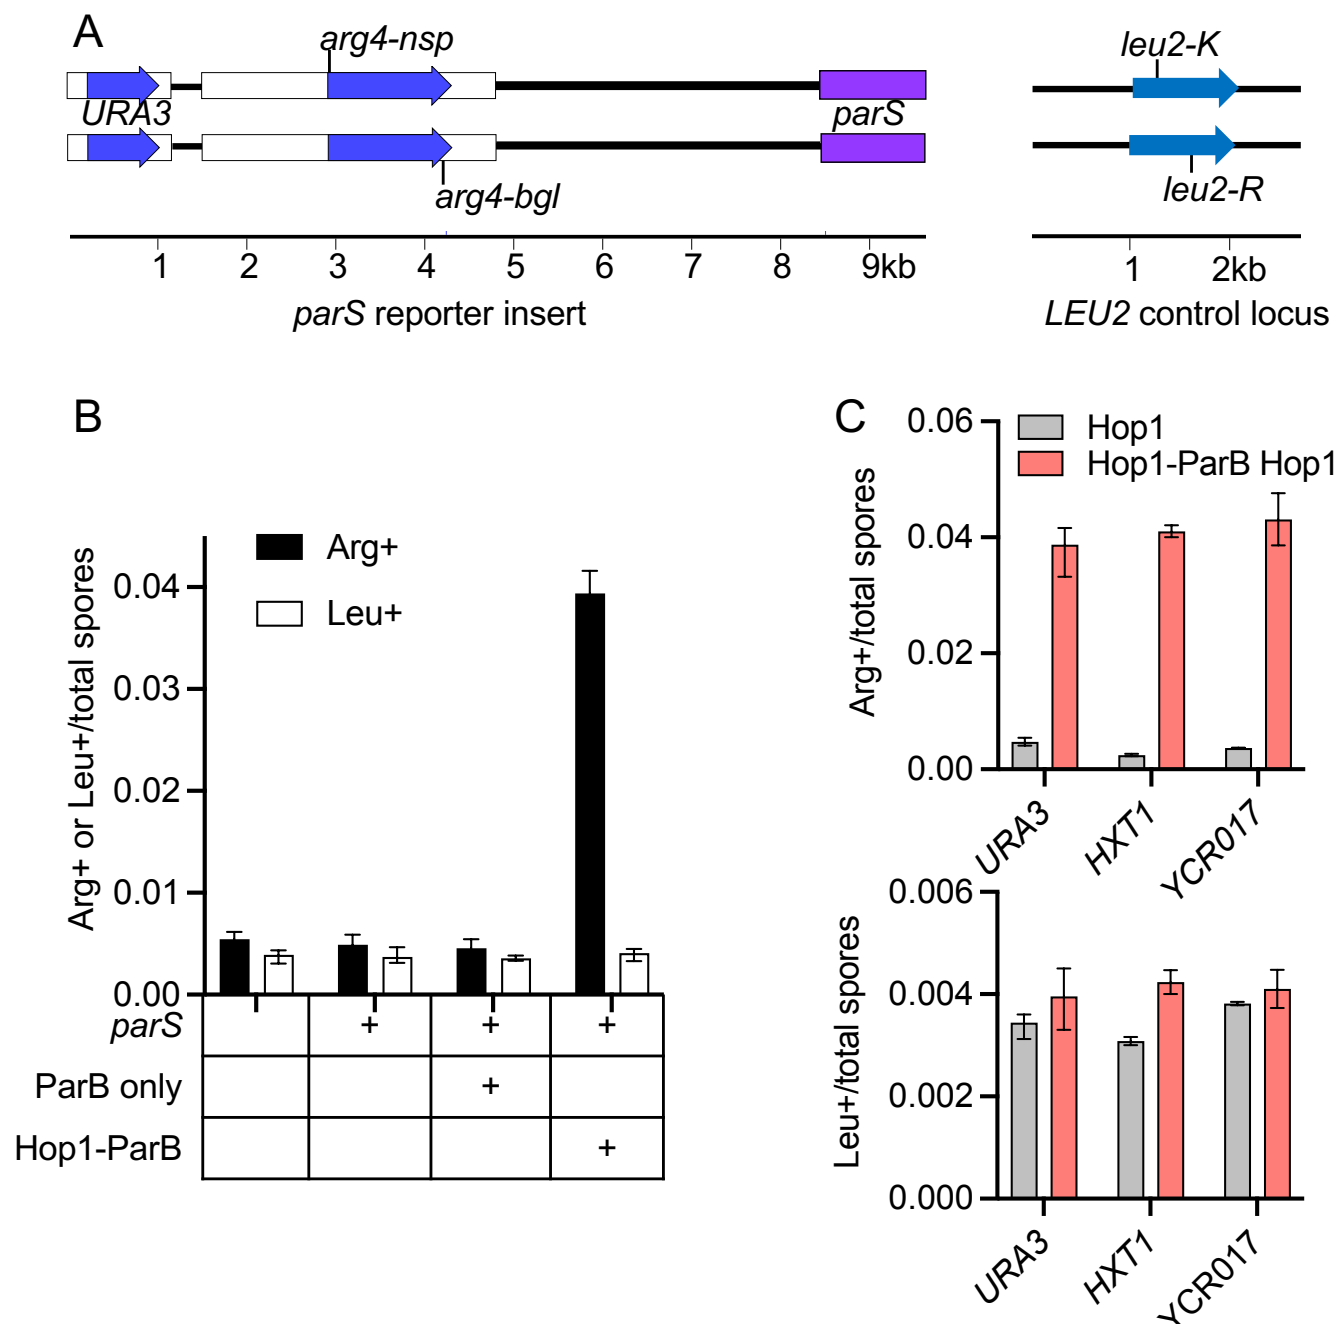 A
arg4-nsp
leu2-K
URA3
parS
arg4-bgl
leu2-R
1 2 3 4 5 6 7 8 9kb
1 2kb
parS reporter insert
LEU2 control locus
B
Arg+ or Leu+/total spores
Arg+
Leu+
0.04
0.03
0.02
0.01
0.00
parS + + +
ParB only +
Hop1-ParB +
C
Hop1
Hop1-ParB Hop1
Arg+/total spores
0.06
0.04
0.02
0.00
URA3 HXT1 YCR017
Leu+/total spores
0.006
0.004
0.002
0.000
URA3 HXT1 YCR017